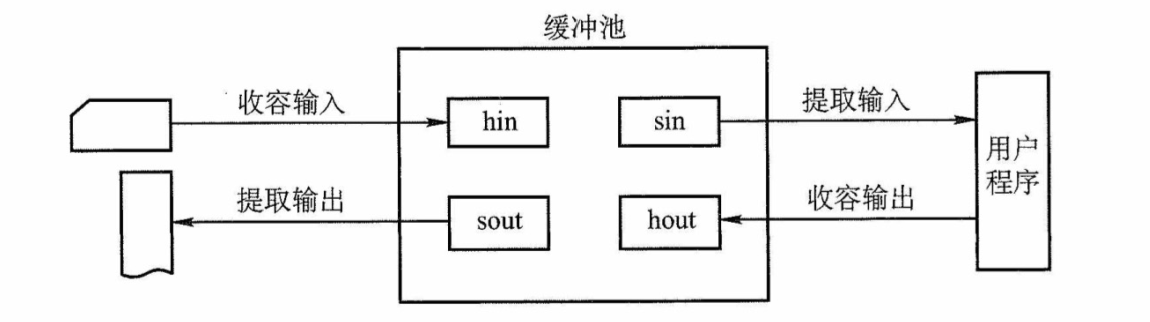 缓冲池
收容输入
hin
sin
提取输入
用户
程序
提取输出
sout
hout
收容输出